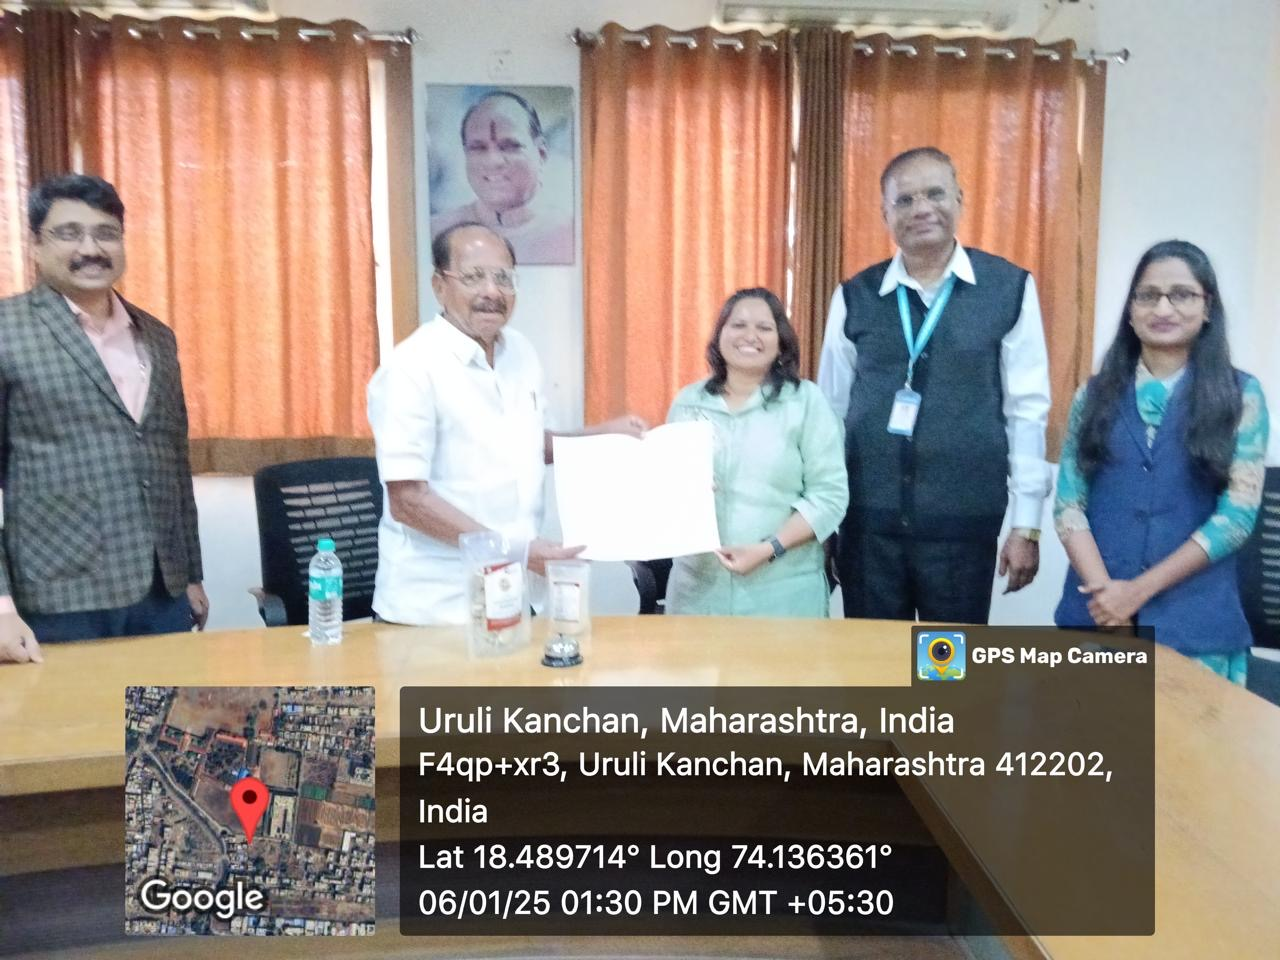 GPS Map Camera
Uruli Kanchan, Maharashtra, India
F4qp+xr3, Uruli Kanchan, Maharashtra 412202,
India
Lat 18.489714° Long 74.136361°
06/01/25 01:30 PM GMT +05:30
Google